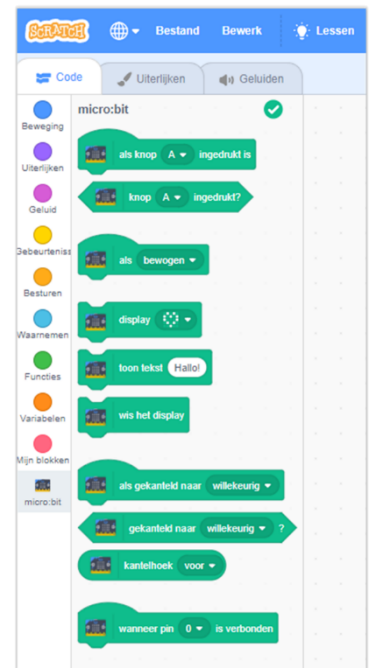 SCRATCH Bestand Bewerk Lessen
Code Uiterlijken Geluiden
Beweging
Uiterlijken
Geluid
Gebeurteniss
Besturen
Waarnemen
Functies
Variabelen
Mijn blokken
micro:bit
micro:bit
als knop A ingedrukt is
knop A ingedrukt?
als bewogen
display
toon tekst Hallo!
wis het display
als gekanteld naar willekeurig
gekanteld naar willekeurig ?
kantelhoek voor
wanneer pin 0 is verbonden